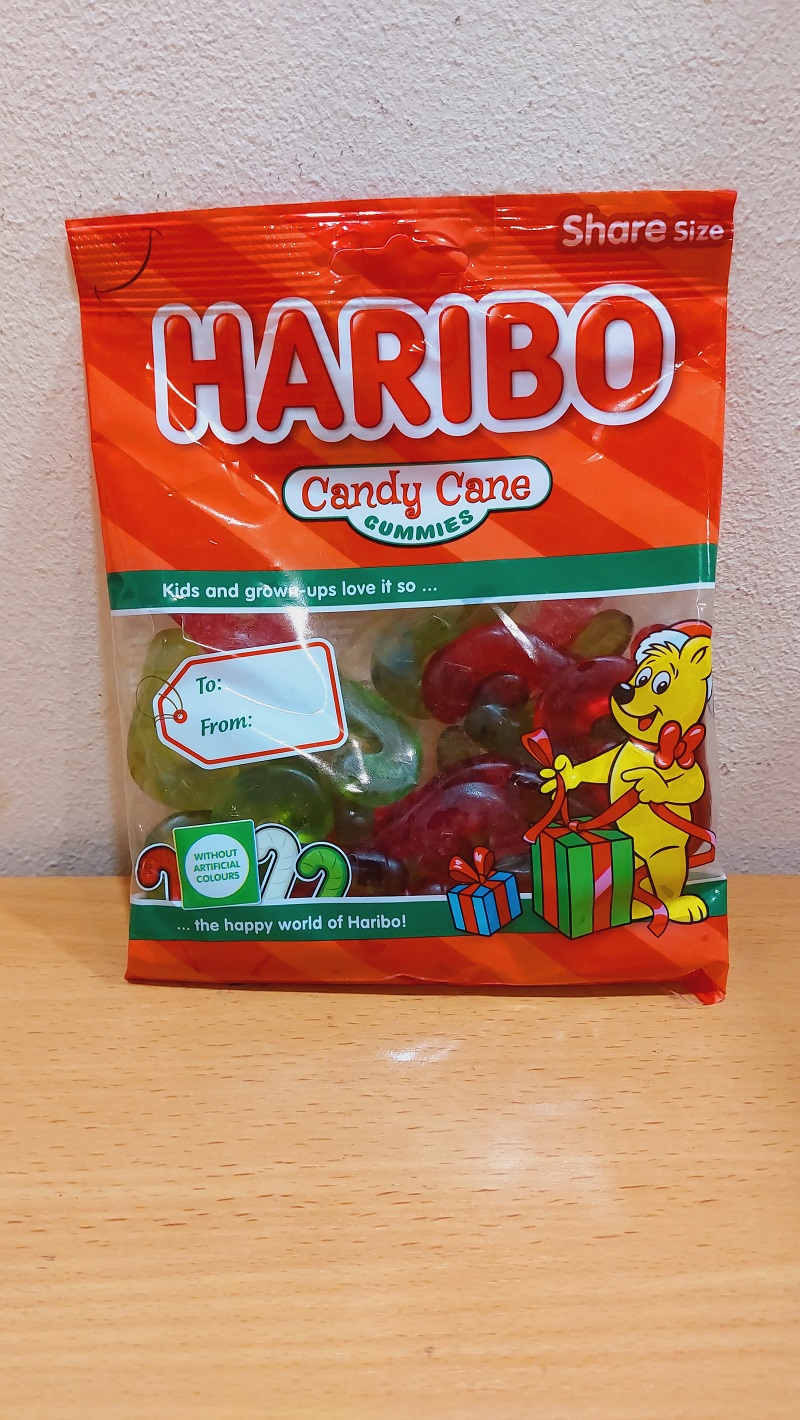 Share Size
HARIBO
Candy Cane
GUMMIES
Kids and grown-ups love it so ...
To:
From:
WITHOUT
ARTIFICIAL
COLOURS
... the happy world of Haribo!